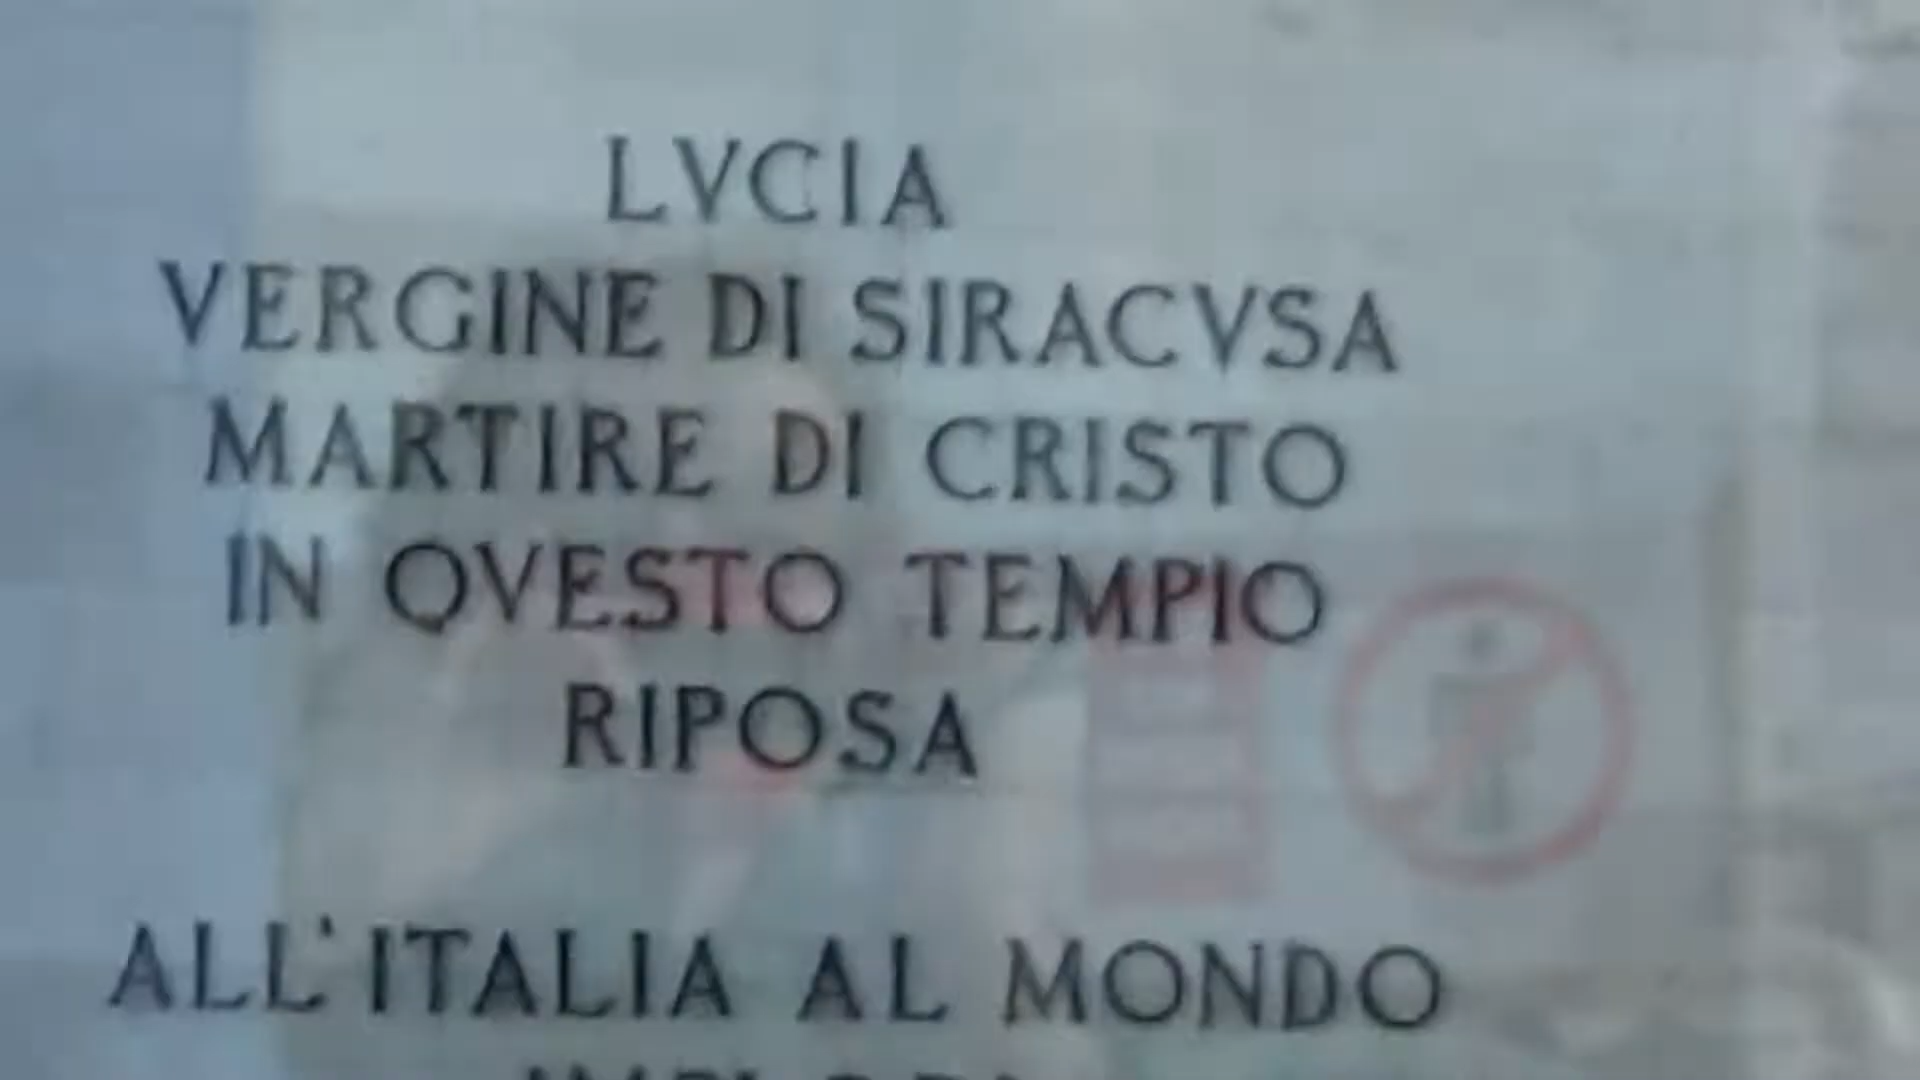 LVCIA
VERGINE DI SIRACVSA
MARTIRE DI CRISTO
IN QVESTO TEMPIO
RIPOSA
ALL'ITALIA AL MONDO